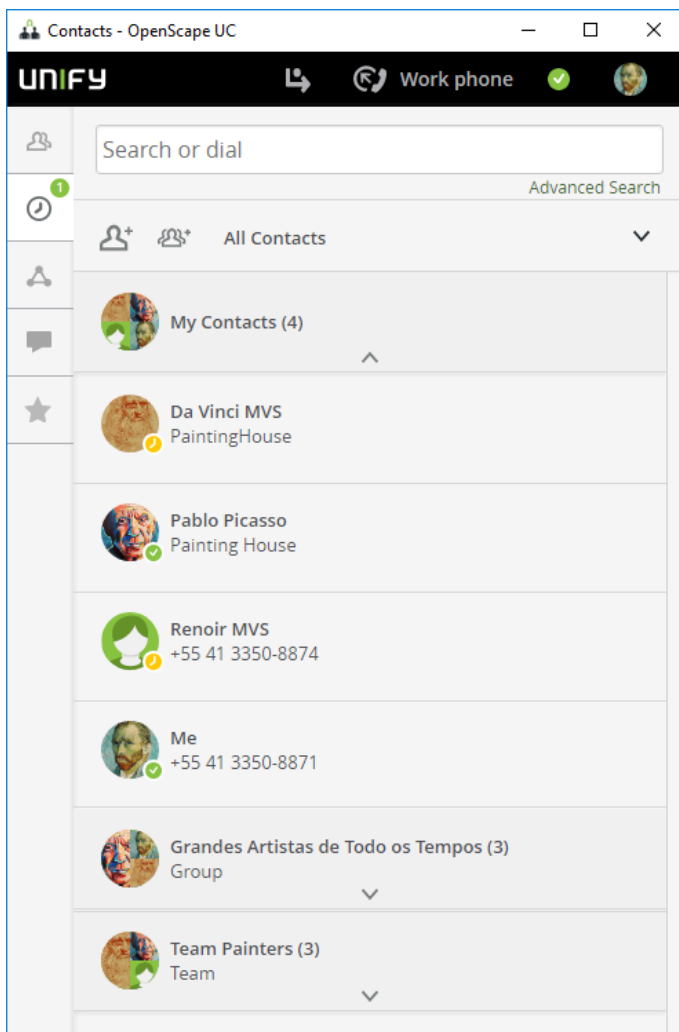 Contacts - OpenScape UC
UNIFY
Work phone
Search or dial
1
Advanced Search
All Contacts
My Contacts (4)
Da Vinci MVS
PaintingHouse
Pablo Picasso
Painting House
Renoir MVS
+55 41 3350-8874
Me
+55 41 3350-8871
Grandes Artistas de Todo os Tempos (3)
Group
Team Painters (3)
Team